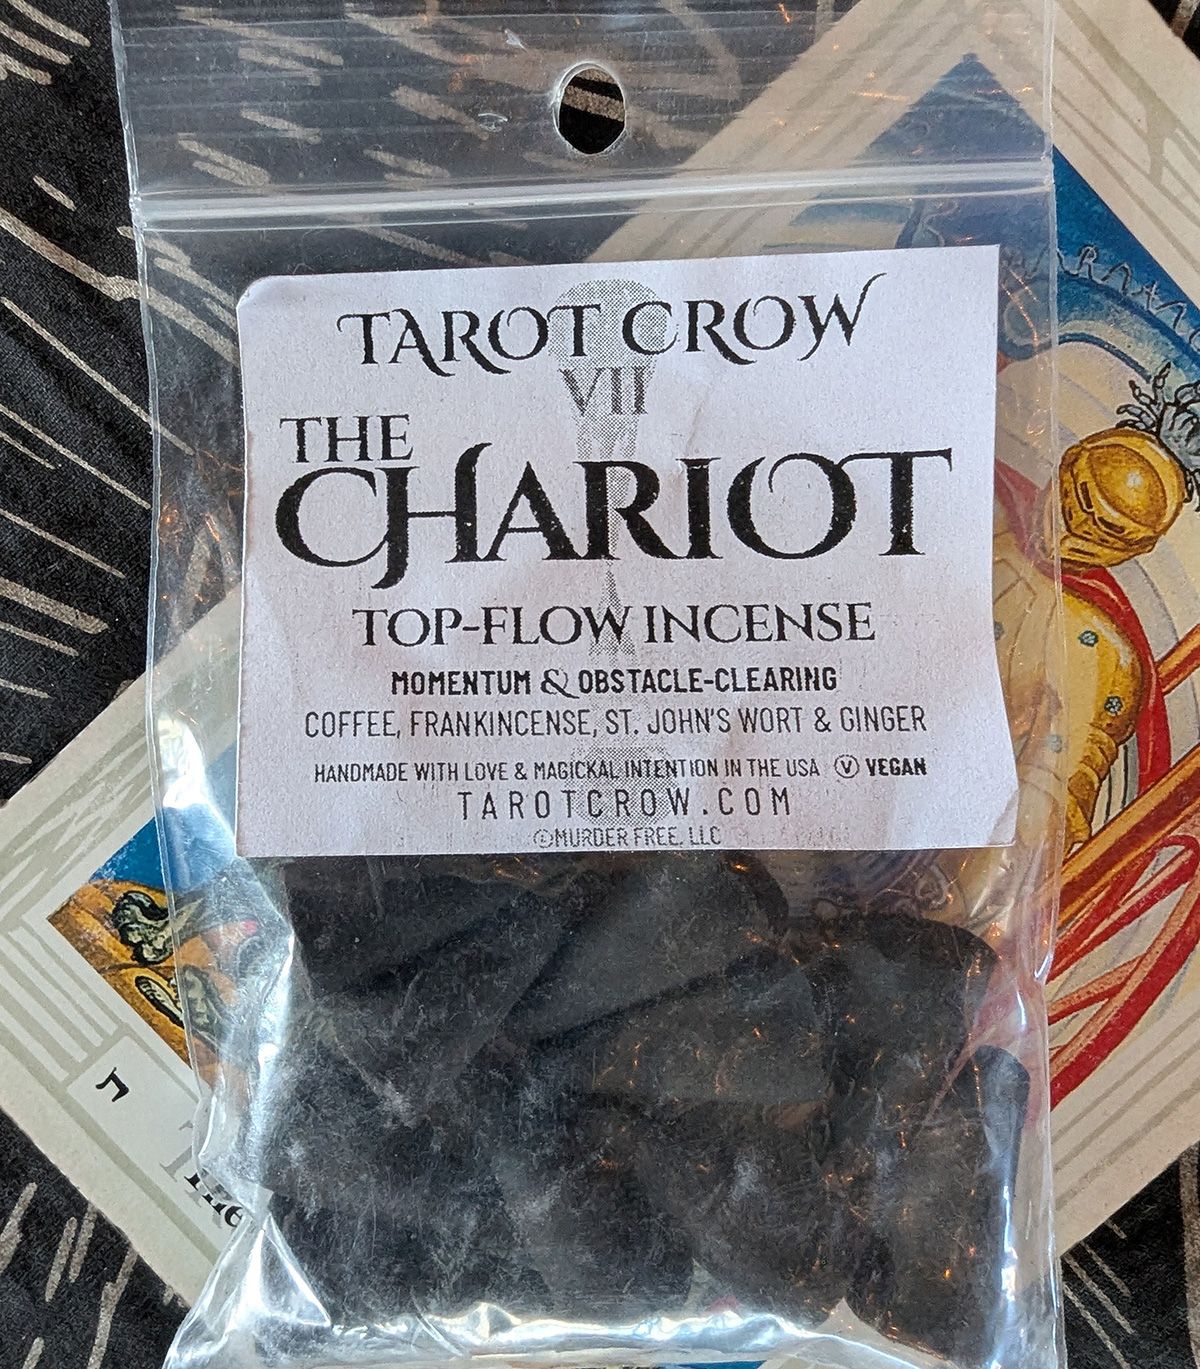 TAROT CROW
VII
THE
CHARIOT
TOP-FLOW INCENSE
MOMENTUM & OBSTACLE-CLEARING
COFFEE, FRANKINCENSE, ST. JOHN'S WORT & GINGER
HANDMADE WITH LOVE & MAGICKAL INTENTION IN THE USA Ⓥ VEGAN
TAROTCROW.COM
©MURDER FREE, LLC
ח
The